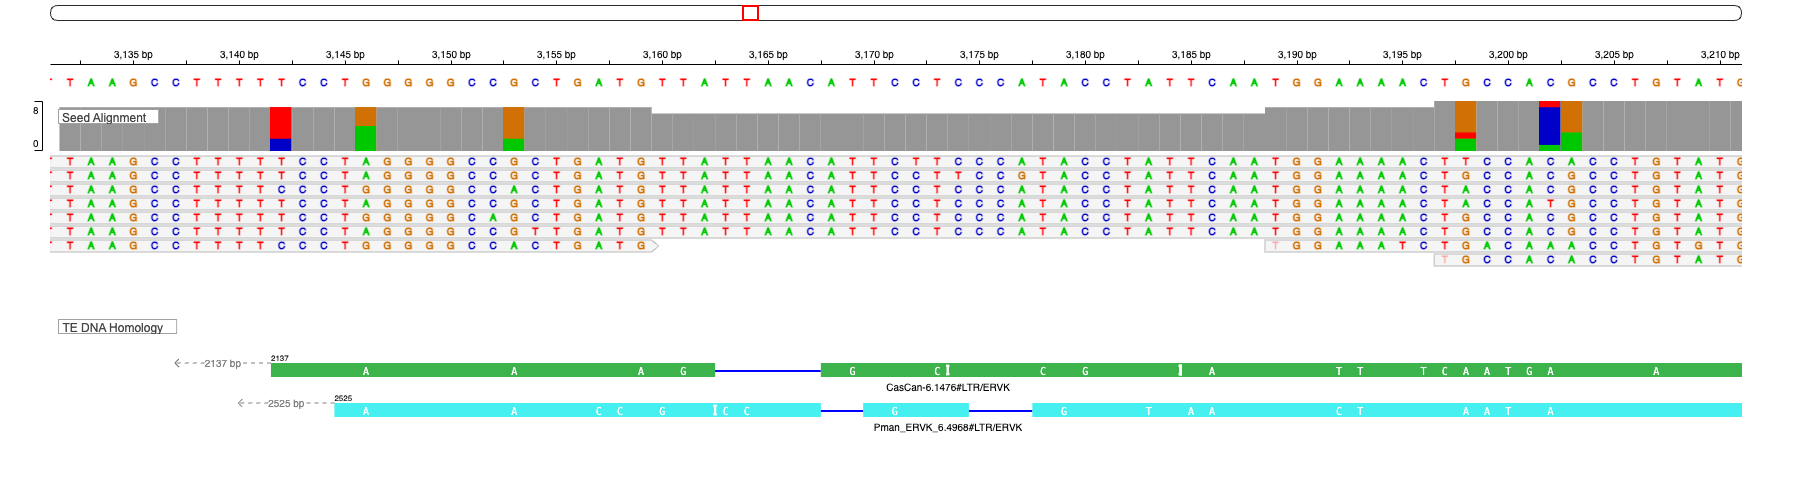 3,135 bp 3,140 bp 3,145 bp 3,150 bp 3,155 bp 3,160 bp 3,165 bp 3,170 bp 3,175 bp 3,180 bp 3,185 bp 3,190 bp 3,195 bp 3,200 bp 3,205 bp 3,210 bp
T A A G C C T T T T T C C T G G G G G C C G C T G A T G T T A T T A A C A T T C C T C C C A T A C C T A T T C A A T G G A A A A C T G C C A C G C C T G T A T G
8
Seed Alignment
0
T A A G C C T T T T T C C T A G G G G C C G C T G A T G T T A T T A A C A T T C T T C C C A T A C C T A T T C A A T G G A A A A C T T C C A C A C C T G T A T G
T A A G C C T T T T T C C T A G G G G C C G C T G A T G T T A T T A A C A T T C C T T C C G T A C C T A T T C A A T G G A A A A C T G C C A C G C C T G T A T G
T A A G C C T T T T C C C T G G G G G C C A C T G A T G T T A T T A A C A T T C C T C C C A T A C C T A T T C A A T G G A A A A C T A C C A C G C C T G T A T G
T A A G C C T T T T T C C T A G G G G C C G C T G A T G T T A T T A A C A T T C C T C C C A T A C C T A T T C A A T G G A A A A C T A C C A T G C C T G T A T G
T A A G C C T T T T T C C T G G G G G C A G C T G A T G T T A T T A A C A T T C C T C C C A T A C C T A T T C A A T G G A A A A C T G C C A C G C C T G T A T G
T A A G C C T T T T T C C T A G G G G C C G T T G A T G T T A T T A A C A T T C C T C C C A T A C C T A T T C A A T G G A A A A C T G C C A C G C C T G T A T G
T A A G C C T T T T C C C T G G G G G C C A C T G A T G T G G A A A T C T G A C A A A C C T G T G T G
T G C C A C A C C T G T A T G
TE DNA Homology
2137
2137 bp
A A A G G C I C G I A T T T C A A T G A A
CasCan-6.1476#LTR/ERVK
2525
2525 bp
A A C C G I C C G G T A A C T A A T A
Pman_ERVK_6.4968#LTR/ERVK